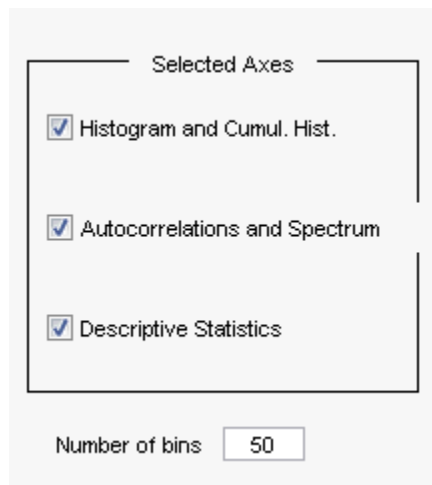 Selected Axes
Histogram and Cumul. Hist.
Autocorrelations and Spectrum
Descriptive Statistics
Number of bins 50